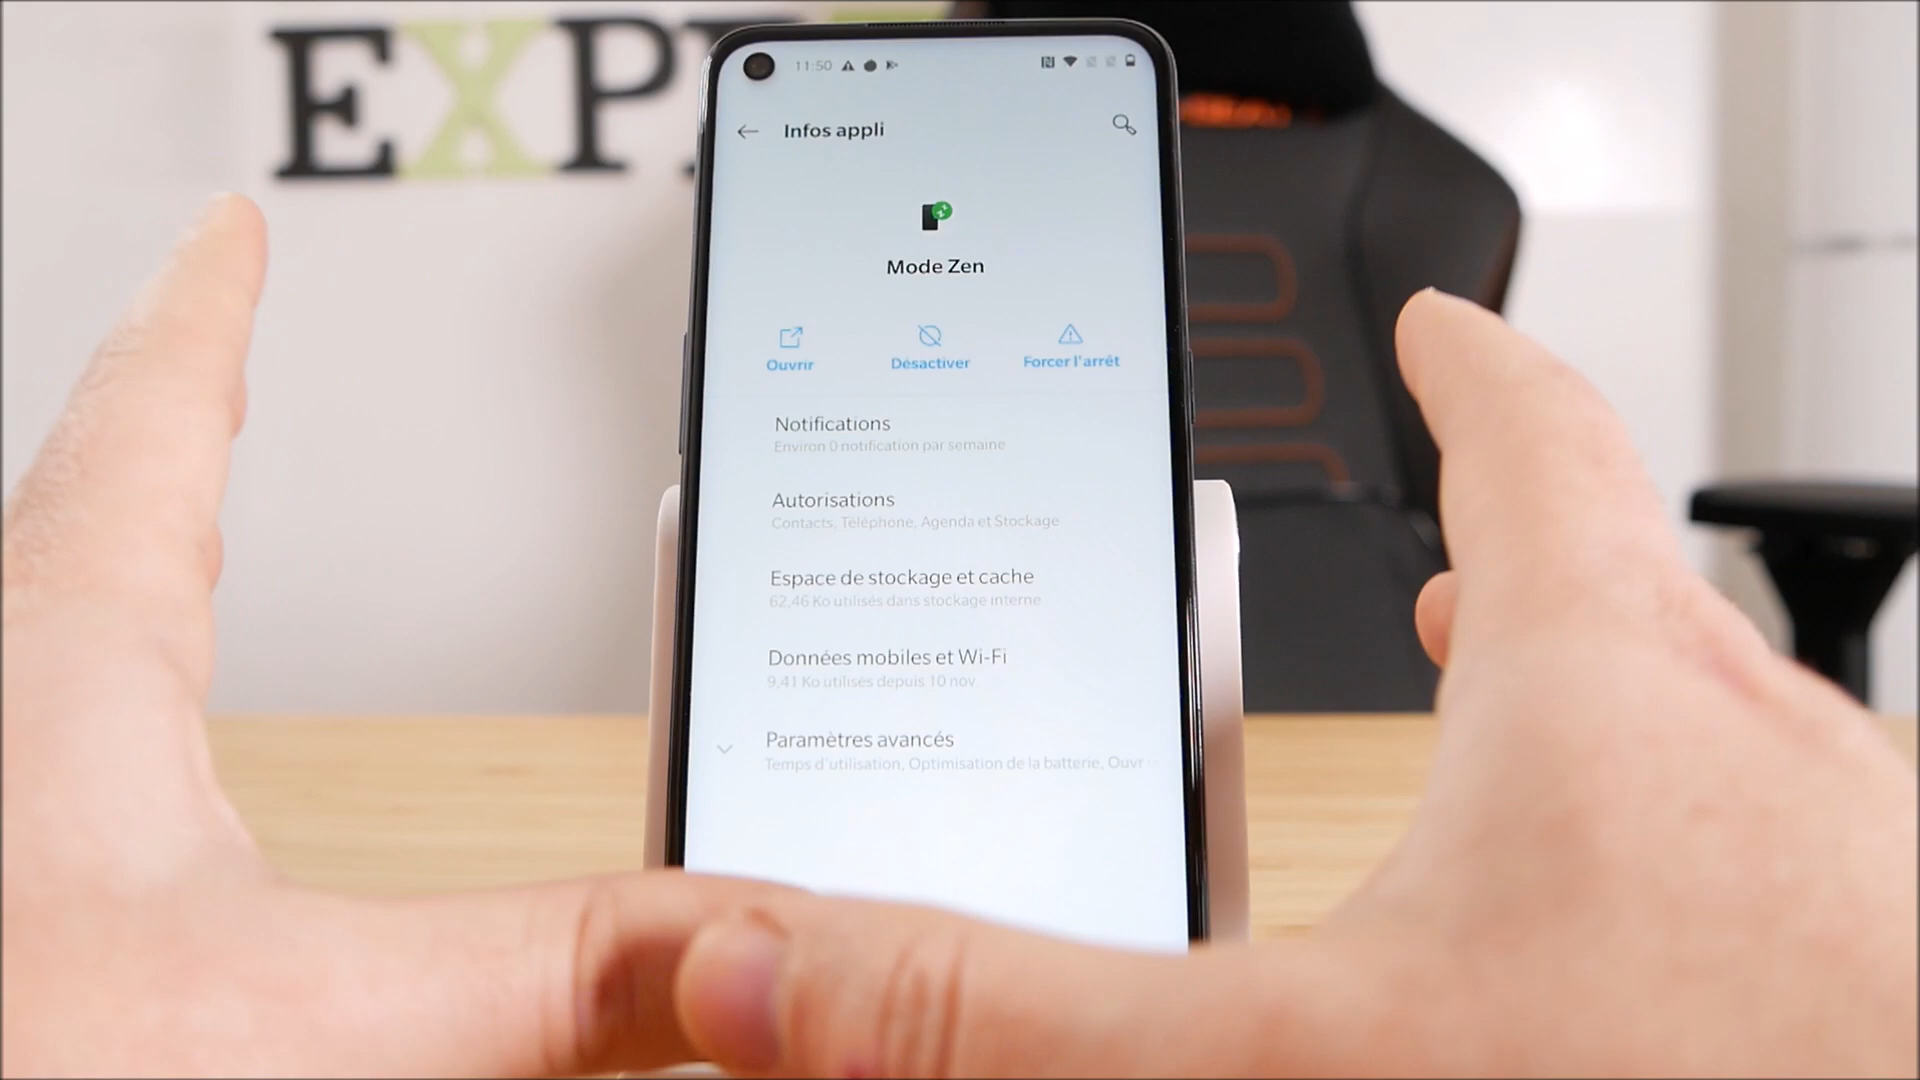 EXP
11:50
Infos appli
Mode Zen
Ouvrir
Désactiver
Forcer l'arrêt
Notifications
Environ 0 notification par semaine
Autorisations
Contacts, Téléphone, Agenda et Stockage
Espace de stockage et cache
62,46 Ko utilisés dans stockage interne
Données mobiles et Wi-Fi
9,41 Ko utilisés depuis 10 nov.
Paramètres avancés
Temps d'utilisation, Optimisation de la batterie, Ouvr...